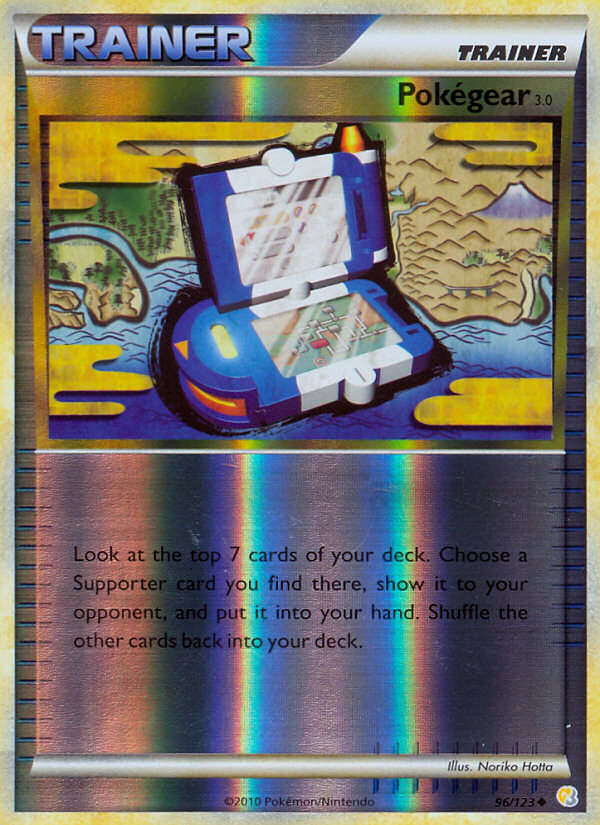 TRAINER
TRAINER
Pokégear 3.0
Look at the top 7 cards of your deck. Choose a
Supporter card you find there, show it to your
opponent, and put it into your hand. Shuffle the
other cards back into your deck.
Illus. Noriko Hotta
©2010 Pokémon/Nintendo
96/123